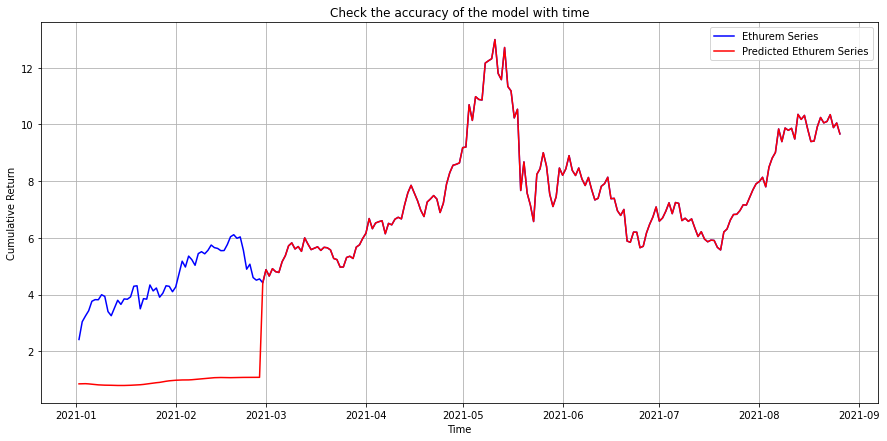 Check the accuracy of the model with time
Ethurem Series
Predicted Ethurem Series
12
10
8
6
4
2
Cumulative Return
2021-01 2021-02 2021-03 2021-04 2021-05 2021-06 2021-07 2021-08 2021-09
Time